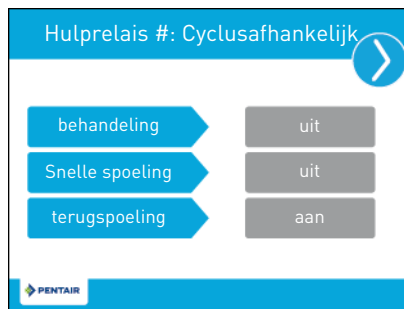 Hulprelais #: Cyclusafhankelijk
behandeling uit
Snelle spoeling uit
terugspoeling aan
PENTAIR